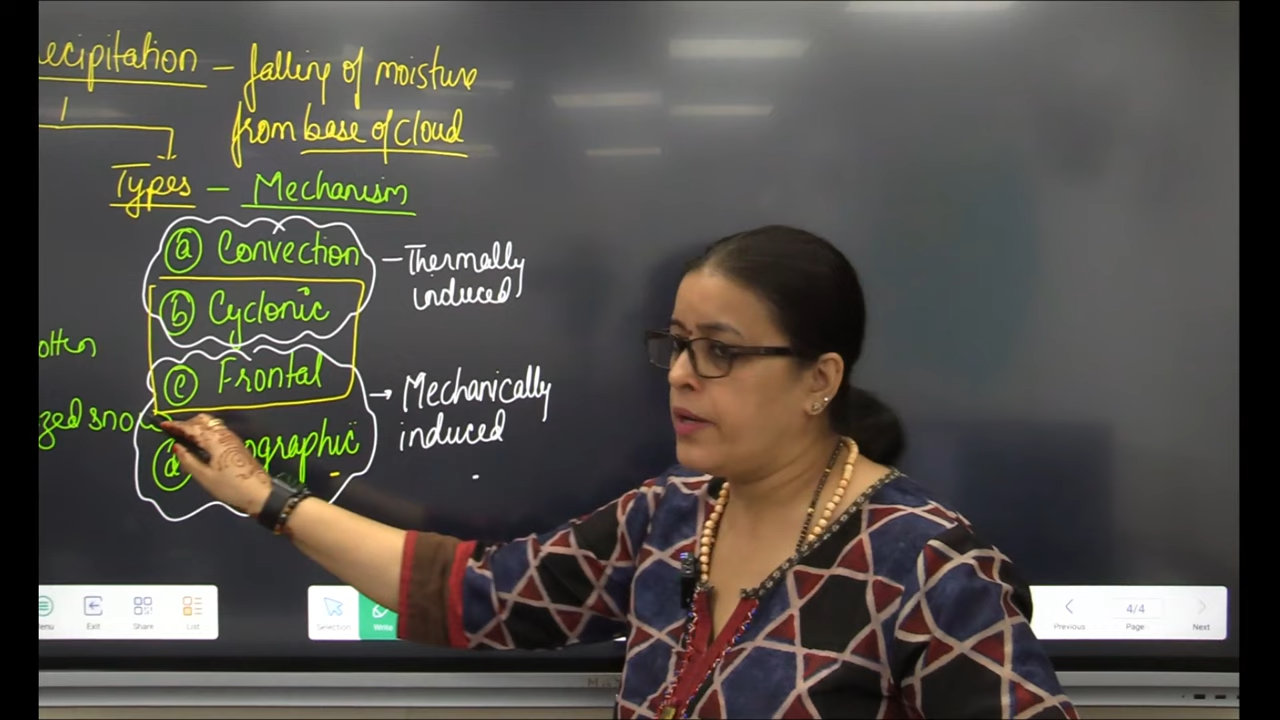 ecipitation – falling of moisture
from base of cloud
Types – Mechanism
(a) Convection – Thermally
induced
(b) Cyclonic
(c) Frontal → Mechanically
induced
(d) ographic
zed snow
Menu
Exit
Share
List
Selection
Write
Previous
4/4
Page
Next